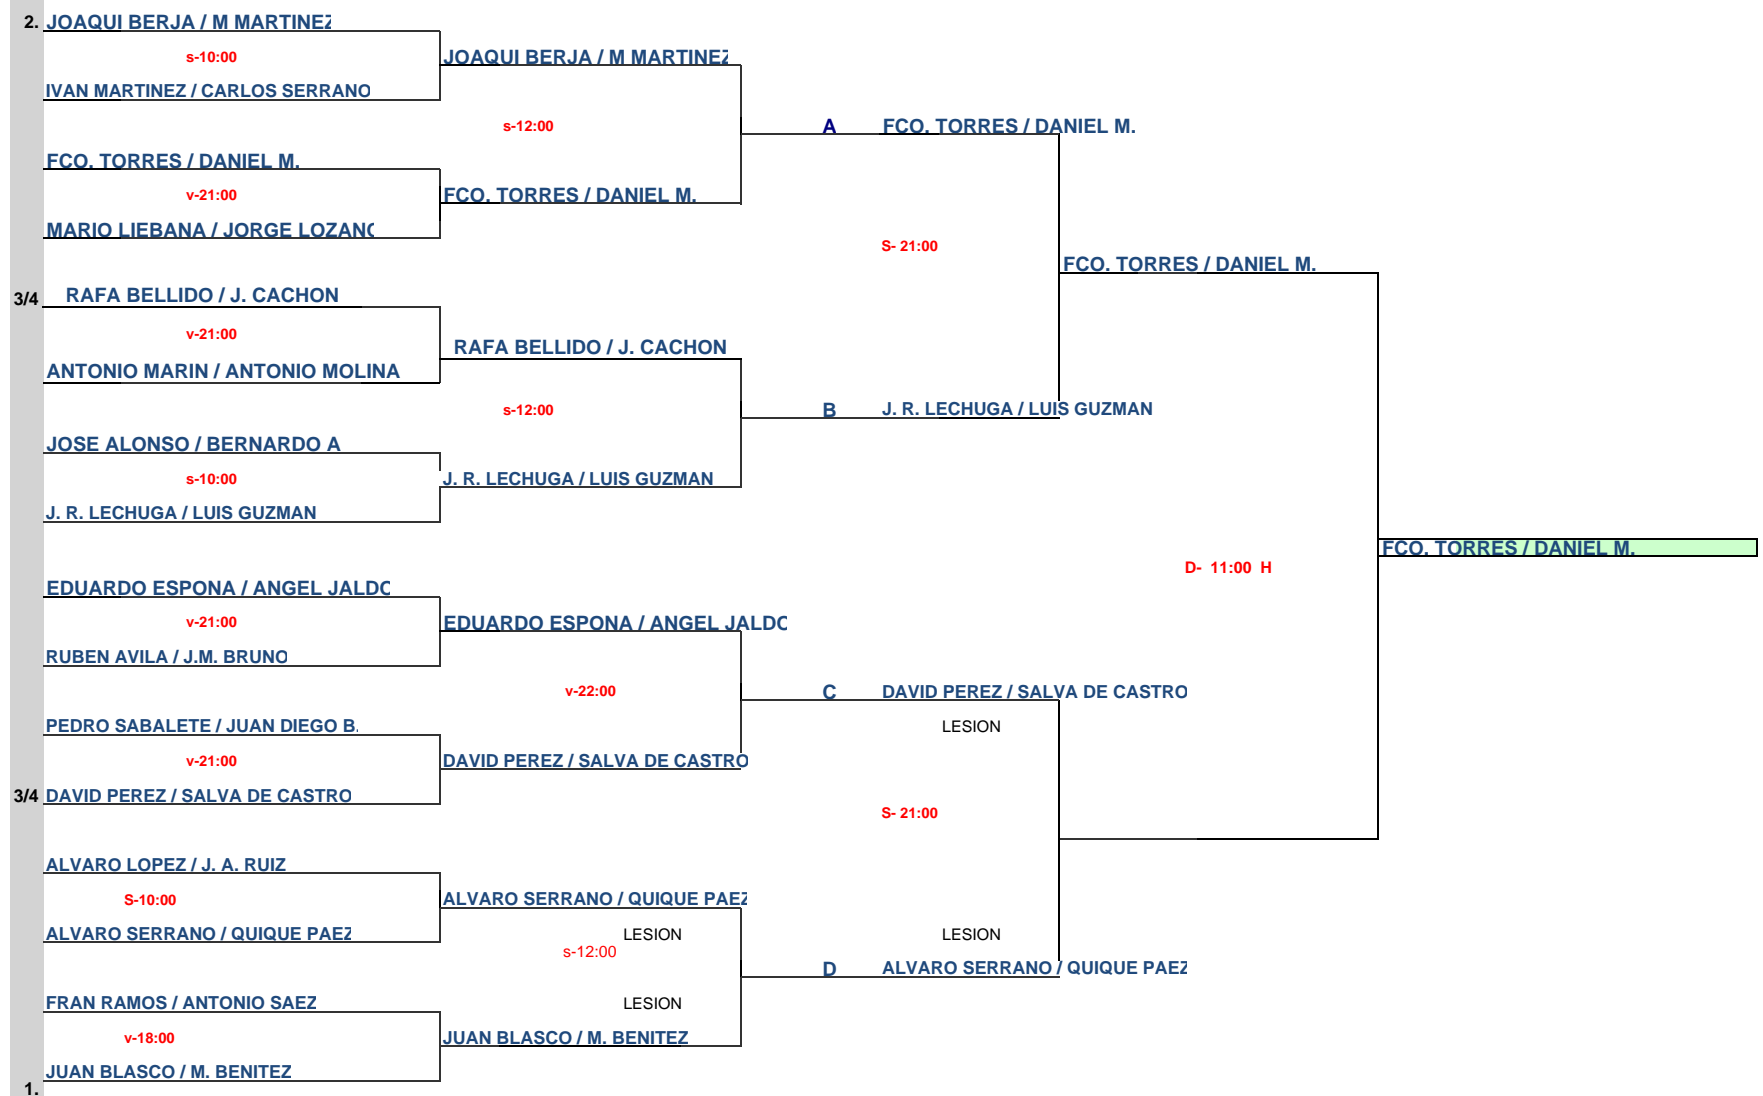 2. JOAQUI BERJA / M MARTINEZ
s-10:00
JOAQUI BERJA / M MARTINEZ
IVAN MARTINEZ / CARLOS SERRANO
s-12:00
A FCO. TORRES / DANIEL M.
FCO. TORRES / DANIEL M.
v-21:00
FCO. TORRES / DANIEL M.
MARIO LIEBANA / JORGE LOZANO
S- 21:00
FCO. TORRES / DANIEL M.
3/4 RAFA BELLIDO / J. CACHON
v-21:00
RAFA BELLIDO / J. CACHON
ANTONIO MARIN / ANTONIO MOLINA
s-12:00
B J. R. LECHUGA / LUIS GUZMAN
JOSE ALONSO / BERNARDO A
s-10:00
J. R. LECHUGA / LUIS GUZMAN
J. R. LECHUGA / LUIS GUZMAN
FCO. TORRES / DANIEL M.
D- 11:00 H
EDUARDO ESPONA / ANGEL JALDO
v-21:00
EDUARDO ESPONA / ANGEL JALDO
RUBEN AVILA / J.M. BRUNO
v-22:00
C DAVID PEREZ / SALVA DE CASTRO
LESION
PEDRO SABALETE / JUAN DIEGO B.
v-21:00
DAVID PEREZ / SALVA DE CASTRO
3/4 DAVID PEREZ / SALVA DE CASTRO
S- 21:00
ALVARO LOPEZ / J. A. RUIZ
S-10:00
ALVARO SERRANO / QUIQUE PAEZ
ALVARO SERRANO / QUIQUE PAEZ
LESION
LESION
s-12:00
D ALVARO SERRANO / QUIQUE PAEZ
FRAN RAMOS / ANTONIO SAEZ
LESION
v-18:00
JUAN BLASCO / M. BENITEZ
JUAN BLASCO / M. BENITEZ
1.